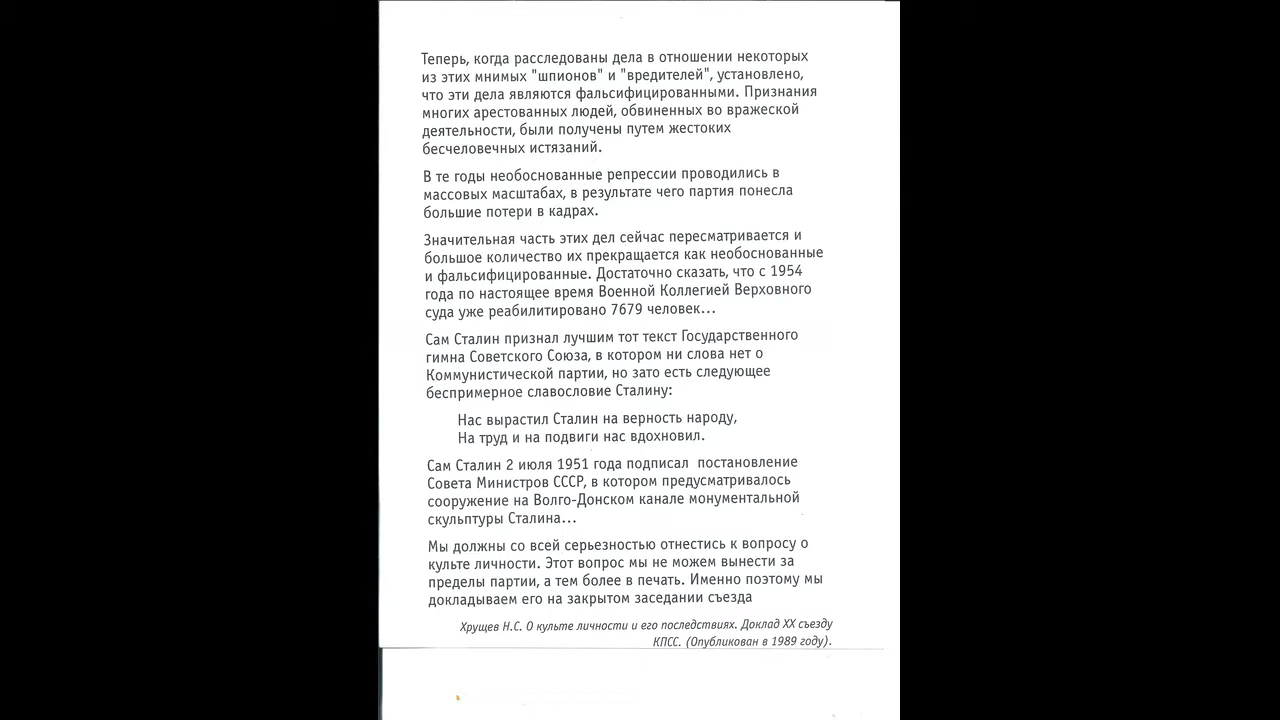 Теперь, когда расследованы дела в отношении некоторых
из этих мнимых "шпионов" и "вредителей", установлено,
что эти дела являются фальсифицированными. Признания
многих арестованных людей, обвиненных во вражеской
деятельности, были получены путем жестоких
бесчеловечных истязаний.
В те годы необоснованные репрессии проводились в
массовых масштабах, в результате чего партия понесла
большие потери в кадрах.
Значительная часть этих дел сейчас пересматривается и
большое количество их прекращается как необоснованные
и фальсифицированные. Достаточно сказать, что с 1954
года по настоящее время Военной Коллегией Верховного
суда уже реабилитировано 7679 человек...
Сам Сталин признал лучшим тот текст Государственного
гимна Советского Союза, в котором ни слова нет о
Коммунистической партии, но зато есть следующее
беспримерное славословие Сталину:
Нас вырастил Сталин на верность народу,
На труд и на подвиги нас вдохновил.
Сам Сталин 2 июля 1951 года подписал постановление
Совета Министров СССР, в котором предусматривалось
сооружение на Волго-Донском канале монументальной
скульптуры Сталина...
Мы должны со всей серьезностью отнестись к вопросу о
культе личности. Этот вопрос мы не можем вынести за
пределы партии, а тем более в печать. Именно поэтому мы
докладываем его на закрытом заседании съезда
Хрущев Н.С. О культе личности и его последствиях. Доклад XX съезду
КПСС. (Опубликован в 1989 году).